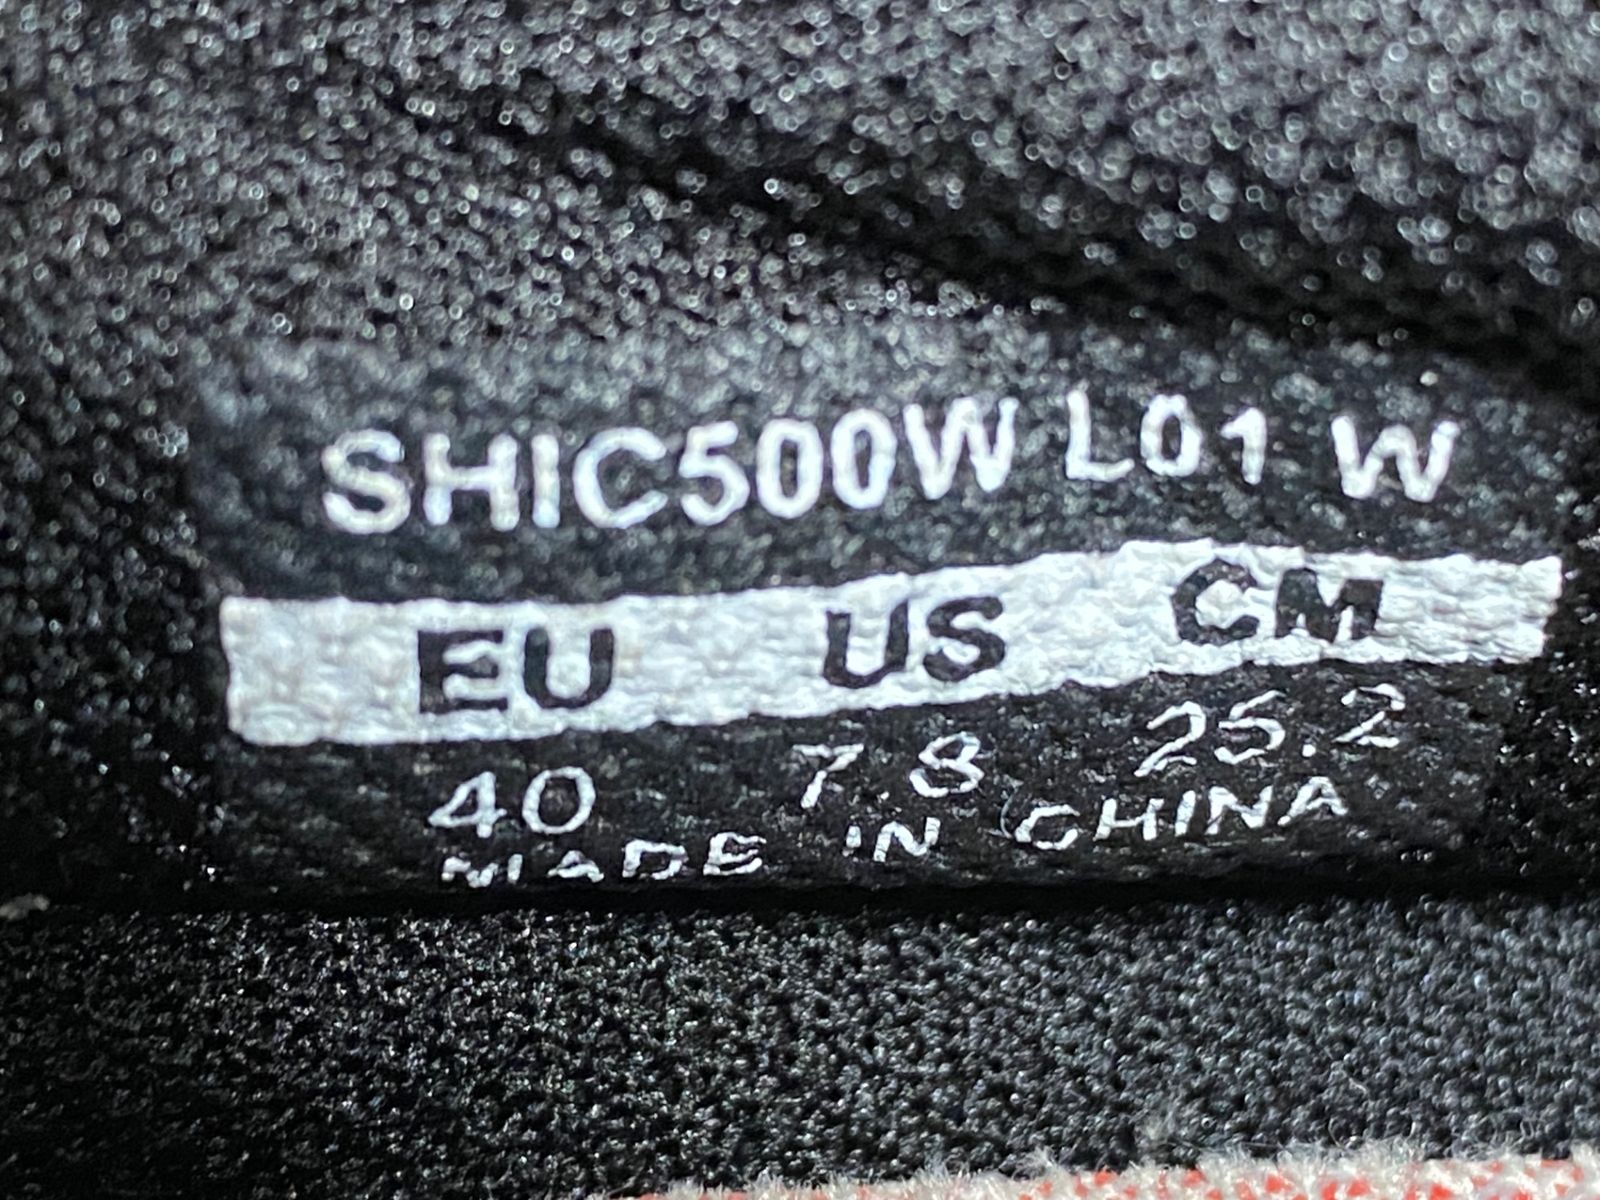 SHIC500W L01 W
EU US CM
40 7.8 25.2
MADE IN CHINA